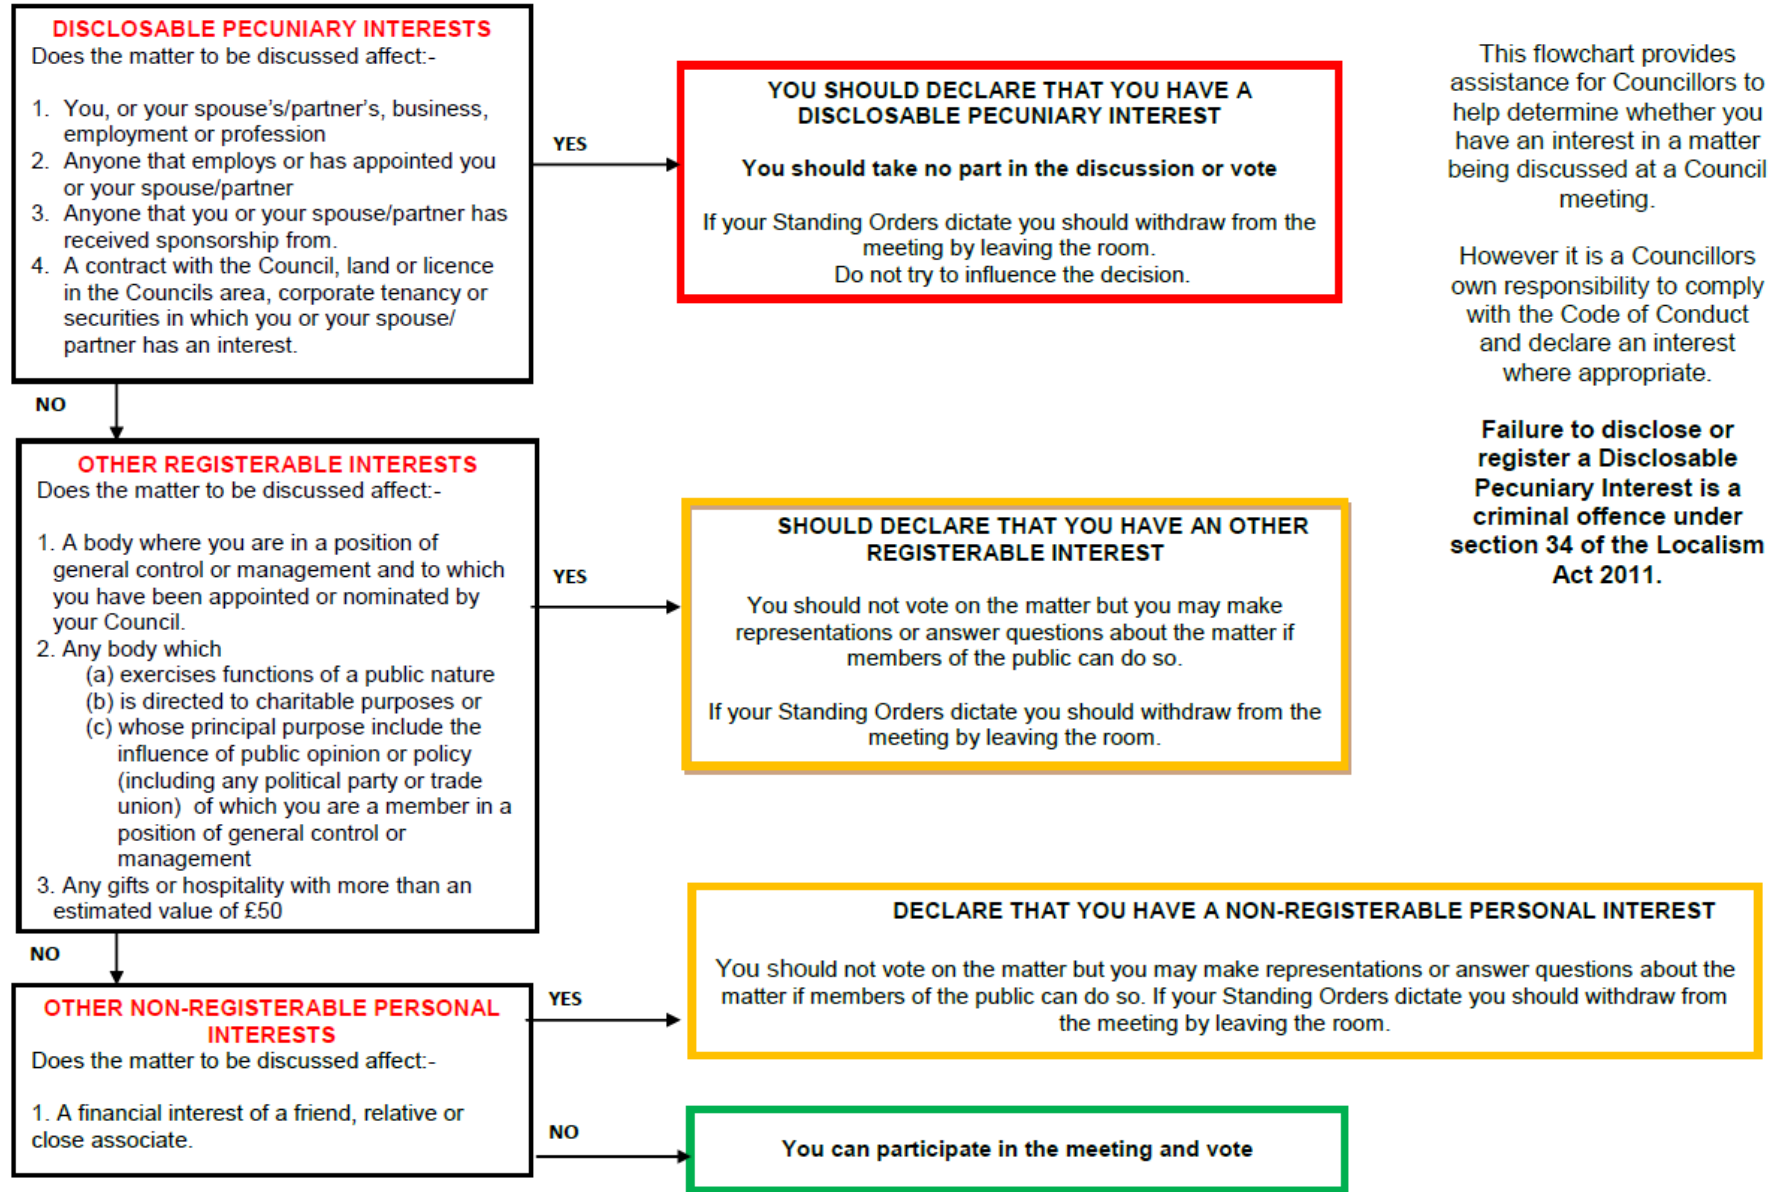 DISCLOSABLE PECUNIARY INTERESTS
Does the matter to be discussed affect:-
1. You, or your spouse's/partner's, business,
employment or profession
2. Anyone that employs or has appointed you
or your spouse/partner
3. Anyone that you or your spouse/partner has
received sponsorship from.
4. A contract with the Council, land or licence
in the Councils area, corporate tenancy or
securities in which you or your spouse/
partner has an interest.
YES
YOU SHOULD DECLARE THAT YOU HAVE A
DISCLOSABLE PECUNIARY INTEREST
You should take no part in the discussion or vote
If your Standing Orders dictate you should withdraw from the
meeting by leaving the room.
Do not try to influence the decision.
This flowchart provides
assistance for Councillors to
help determine whether you
have an interest in a matter
being discussed at a Council
meeting.
However it is a Councillors
own responsibility to comply
with the Code of Conduct
and declare an interest
where appropriate.
Failure to disclose or
register a Disclosable
Pecuniary Interest is a
criminal offence under
section 34 of the Localism
Act 2011.
NO
OTHER REGISTERABLE INTERESTS
Does the matter to be discussed affect:-
1. A body where you are in a position of
general control or management and to which
you have been appointed or nominated by
your Council.
2. Any body which
(a) exercises functions of a public nature
(b) is directed to charitable purposes or
(c) whose principal purpose include the
influence of public opinion or policy
(including any political party or trade
union) of which you are a member in a
position of general control or
management
3. Any gifts or hospitality with more than an
estimated value of £50
YES
SHOULD DECLARE THAT YOU HAVE AN OTHER
REGISTERABLE INTEREST
You should not vote on the matter but you may make
representations or answer questions about the matter if
members of the public can do so.
If your Standing Orders dictate you should withdraw from the
meeting by leaving the room.
NO
OTHER NON-REGISTERABLE PERSONAL
INTERESTS
Does the matter to be discussed affect:-
1. A financial interest of a friend, relative or
close associate.
YES
DECLARE THAT YOU HAVE A NON-REGISTERABLE PERSONAL INTEREST
You should not vote on the matter but you may make representations or answer questions about the
matter if members of the public can do so. If your Standing Orders dictate you should withdraw from
the meeting by leaving the room.
NO
You can participate in the meeting and vote